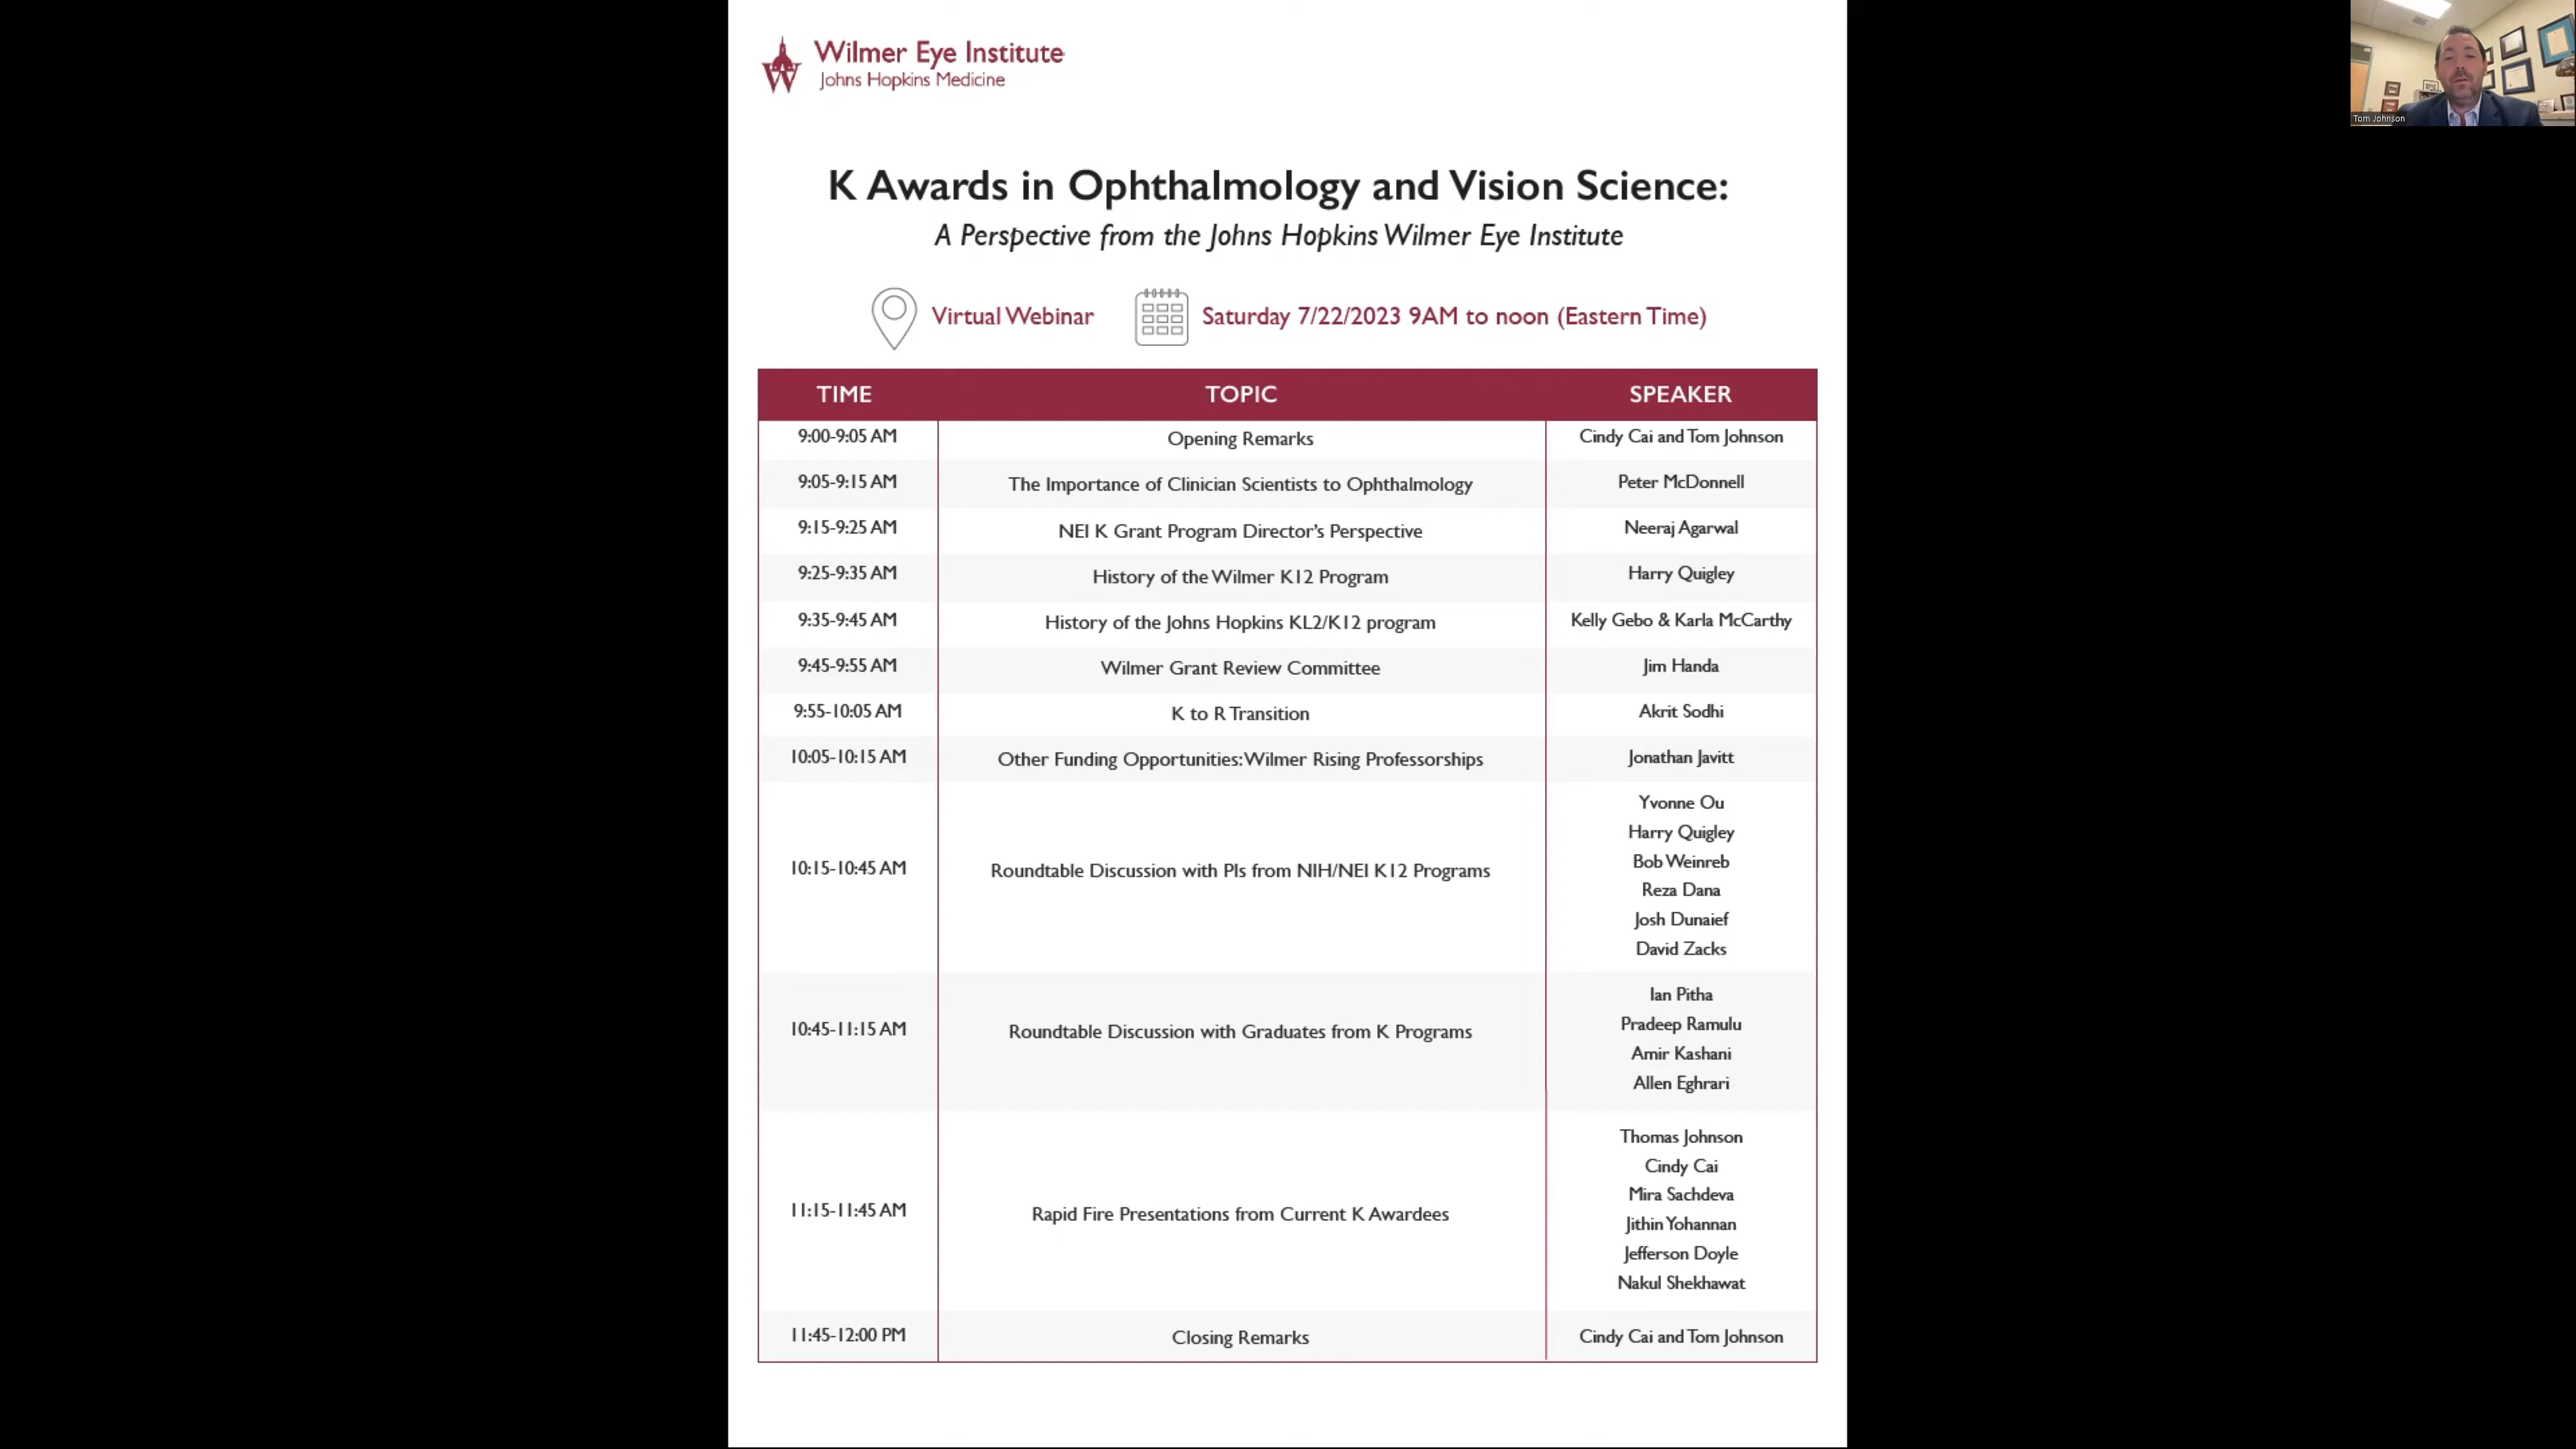 Wilmer Eye Institute
Johns Hopkins Medicine
Tom Johnson
K Awards in Ophthalmology and Vision Science:
A Perspective from the Johns Hopkins Wilmer Eye Institute
Virtual Webinar
Saturday 7/22/2023 9AM to noon (Eastern Time)
TIME TOPIC SPEAKER
9:00-9:05 AM Opening Remarks Cindy Cai and Tom Johnson
9:05-9:15 AM The Importance of Clinician Scientists to Ophthalmology Peter McDonnell
9:15-9:25 AM NEI K Grant Program Director's Perspective Neeraj Agarwal
9:25-9:35 AM History of the Wilmer K12 Program Harry Quigley
9:35-9:45 AM History of the Johns Hopkins KL2/K12 program Kelly Gebo & Karla McCarthy
9:45-9:55 AM Wilmer Grant Review Committee Jim Handa
9:55-10:05 AM K to R Transition Akrit Sodhi
10:05-10:15 AM Other Funding Opportunities: Wilmer Rising Professorships Jonathan Javitt
10:15-10:45 AM Roundtable Discussion with PIs from NIH/NEI K12 Programs
Yvonne Ou
Harry Quigley
Bob Weinreb
Reza Dana
Josh Dunaief
David Zacks
10:45-11:15 AM Roundtable Discussion with Graduates from K Programs
Ian Pitha
Pradeep Ramulu
Amir Kashani
Allen Eghrari
11:15-11:45 AM Rapid Fire Presentations from Current K Awardees
Thomas Johnson
Cindy Cai
Mira Sachdeva
Jithin Yohannan
Jefferson Doyle
Nakul Shekhawat
11:45-12:00 PM Closing Remarks Cindy Cai and Tom Johnson